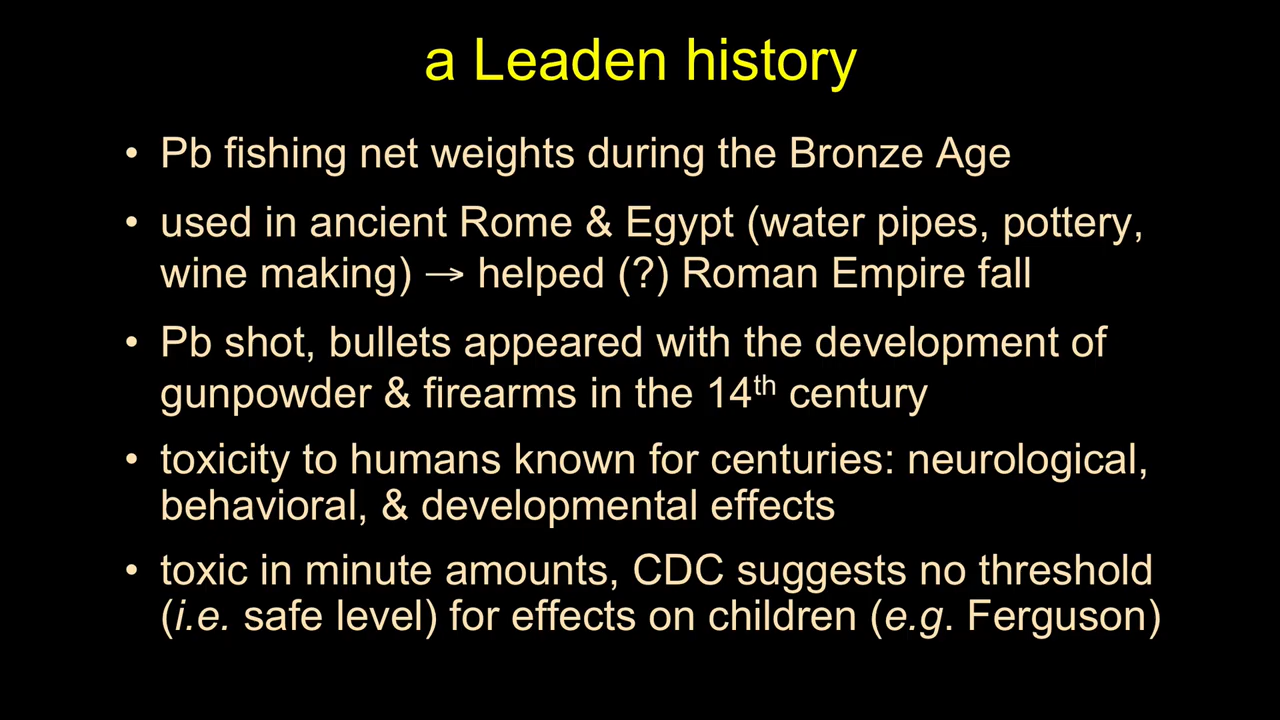 a Leaden history
• Pb fishing net weights during the Bronze Age
• used in ancient Rome & Egypt (water pipes, pottery,
wine making) → helped (?) Roman Empire fall
• Pb shot, bullets appeared with the development of
gunpowder & firearms in the 14th century
• toxicity to humans known for centuries: neurological,
behavioral, & developmental effects
• toxic in minute amounts, CDC suggests no threshold
(i.e. safe level) for effects on children (e.g. Ferguson)